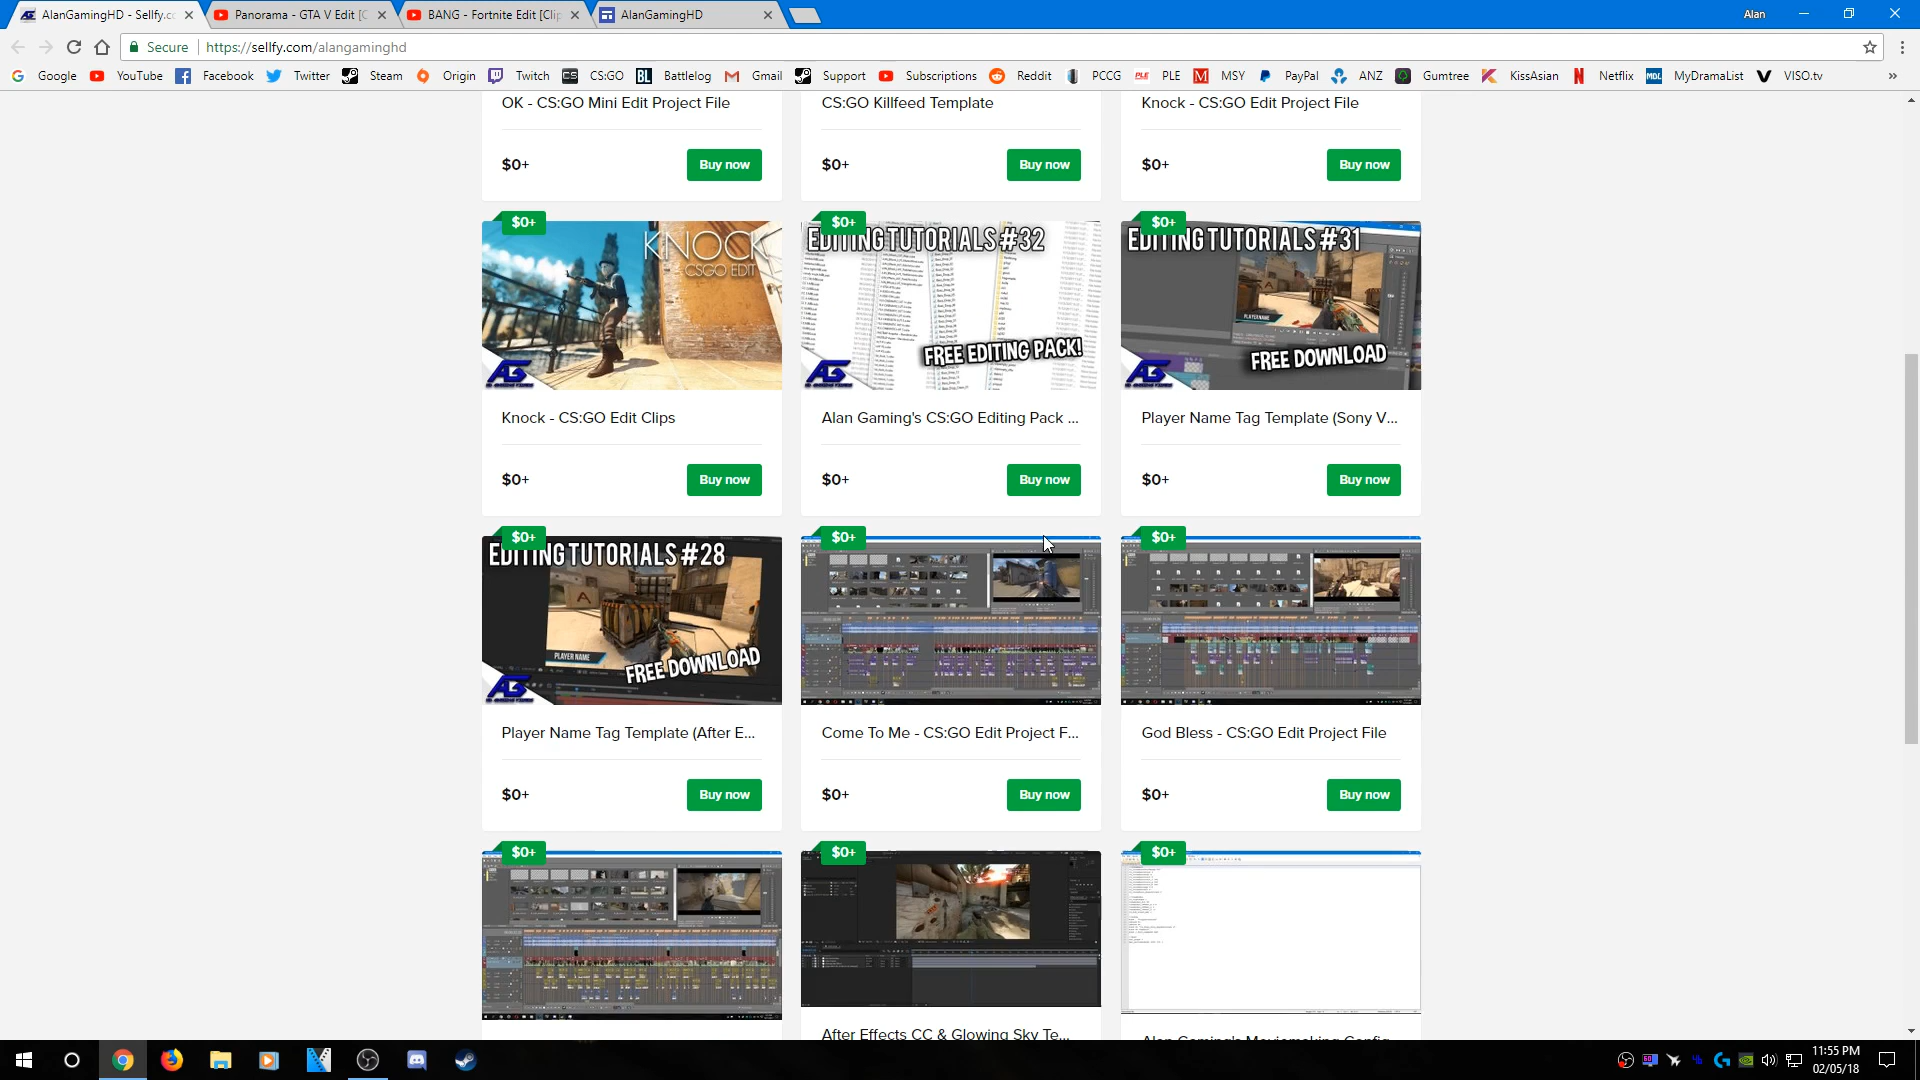 AlanGamingHD - Sellfy.cc
Panorama - GTA V Edit [C
BANG - Fortnite Edit [Clip
AlanGamingHD
Alan
Secure
https://sellfy.com/alangaminghd
Google
YouTube
Facebook
Twitter
Steam
Origin
Twitch
CS:GO
Battlelog
Gmail
Support
Subscriptions
Reddit
PCCG
PLE
MSY
PayPal
ANZ
Gumtree
KissAsian
Netflix
MyDramaList
VISO.tv
»
OK - CS:GO Mini Edit Project File
CS:GO Killfeed Template
Knock - CS:GO Edit Project File
$0+
Buy now
$0+
Buy now
$0+
Buy now
$0+
KNOCK
CSGO EDIT
$0+
EDITING TUTORIALS #32
FREE EDITING PACK!
$0+
EDITING TUTORIALS #31
PLAYER NAME
FREE DOWNLOAD
Knock - CS:GO Edit Clips
Alan Gaming's CS:GO Editing Pack ...
Player Name Tag Template (Sony V...
$0+
Buy now
$0+
Buy now
$0+
Buy now
$0+
EDITING TUTORIALS #28
PLAYER NAME
FREE DOWNLOAD
$0+
$0+
Player Name Tag Template (After E...
Come To Me - CS:GO Edit Project F...
God Bless - CS:GO Edit Project File
$0+
Buy now
$0+
Buy now
$0+
Buy now
$0+
$0+
$0+
After Effects CC & Glowing Sky Te...
Alan Gaming's Moviemaking Config
11:55 PM
02/05/18